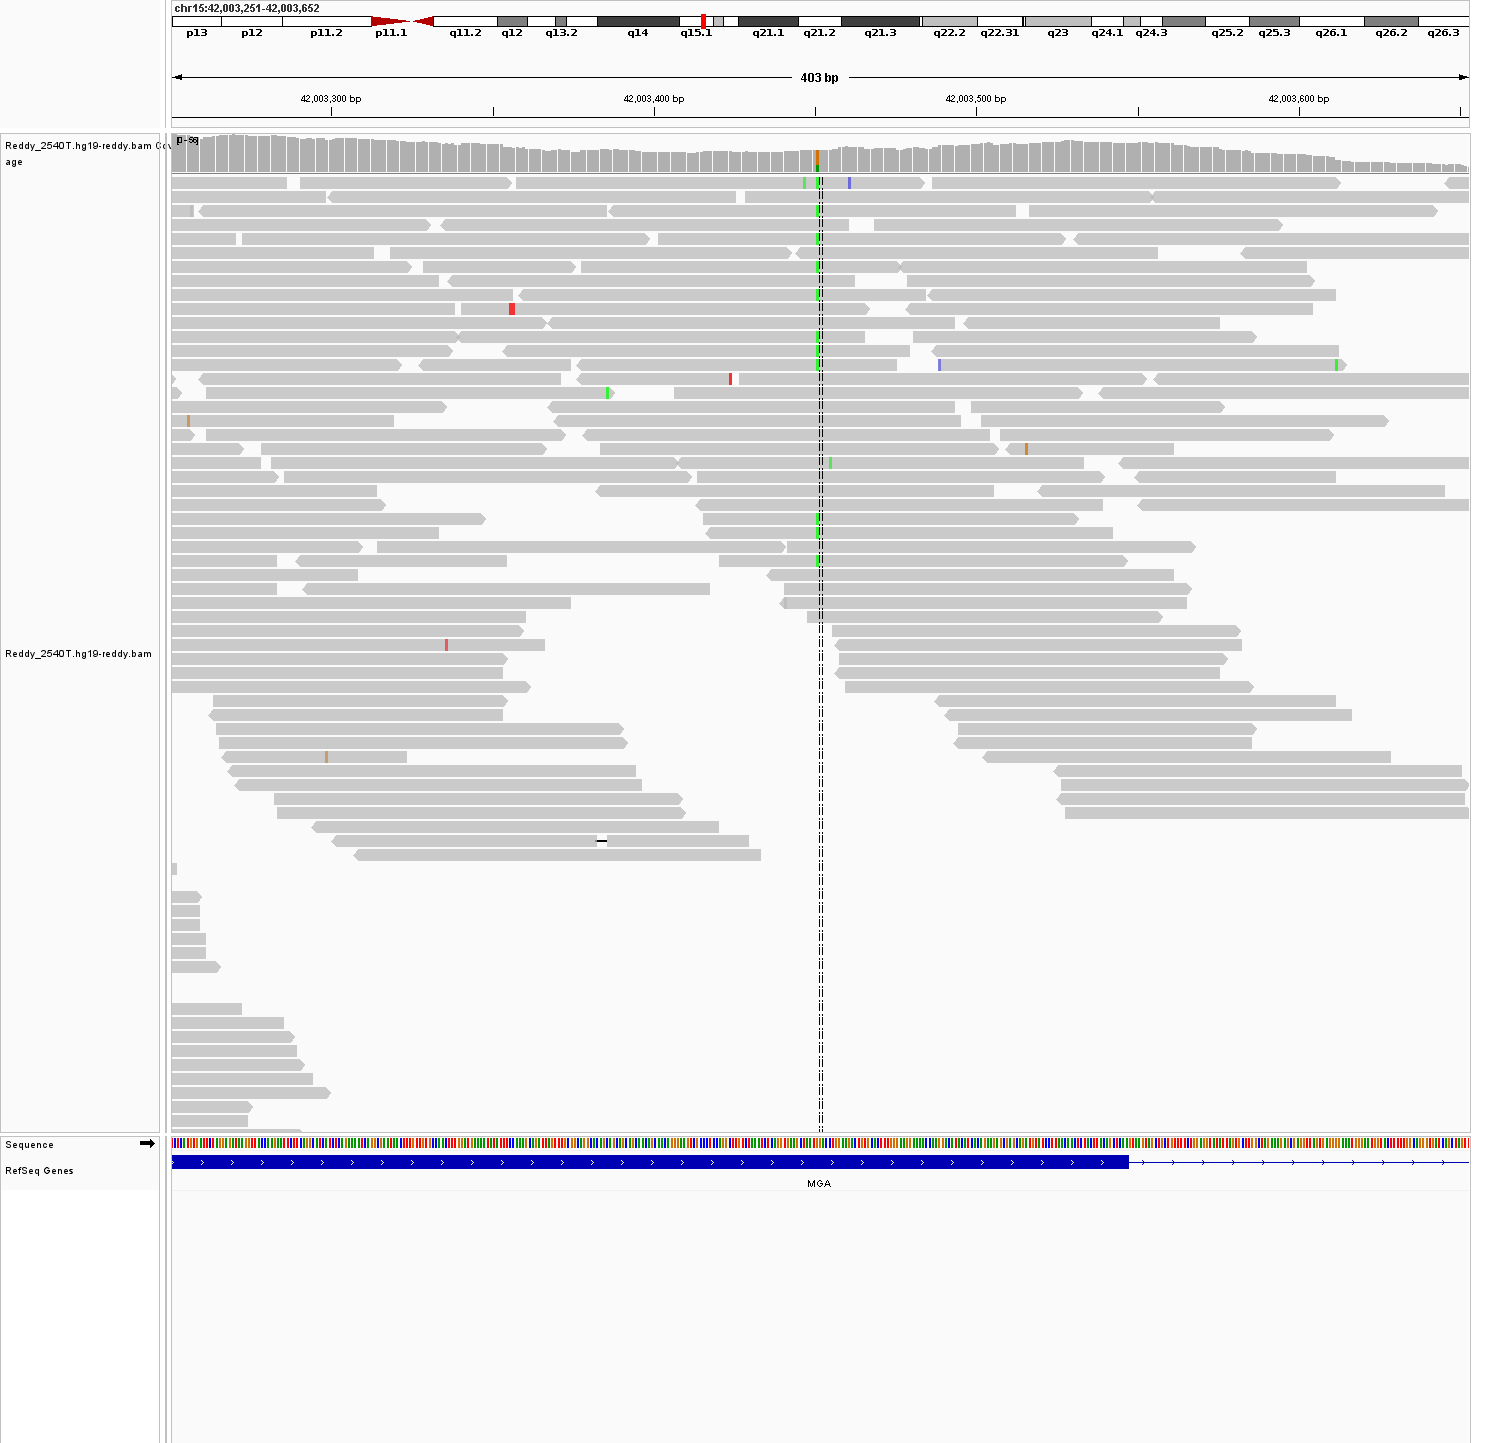 chr15:42,003,251-42,003,652
p13 p12 p11.2 p11.1 q11.2 q12 q13.2 q14 q15.1 q21.1 q21.2 q21.3 q22.2 q22.31 q23 q24.1 q24.3 q25.2 q25.3 q26.1 q26.2 q26.3
403 bp
42,003,300 bp 42,003,400 bp 42,003,500 bp 42,003,600 bp
Reddy_2540T.hg19-reddy.bam
age
Reddy_2540T.hg19-reddy.bam
Sequence
RefSeq Genes
MGA